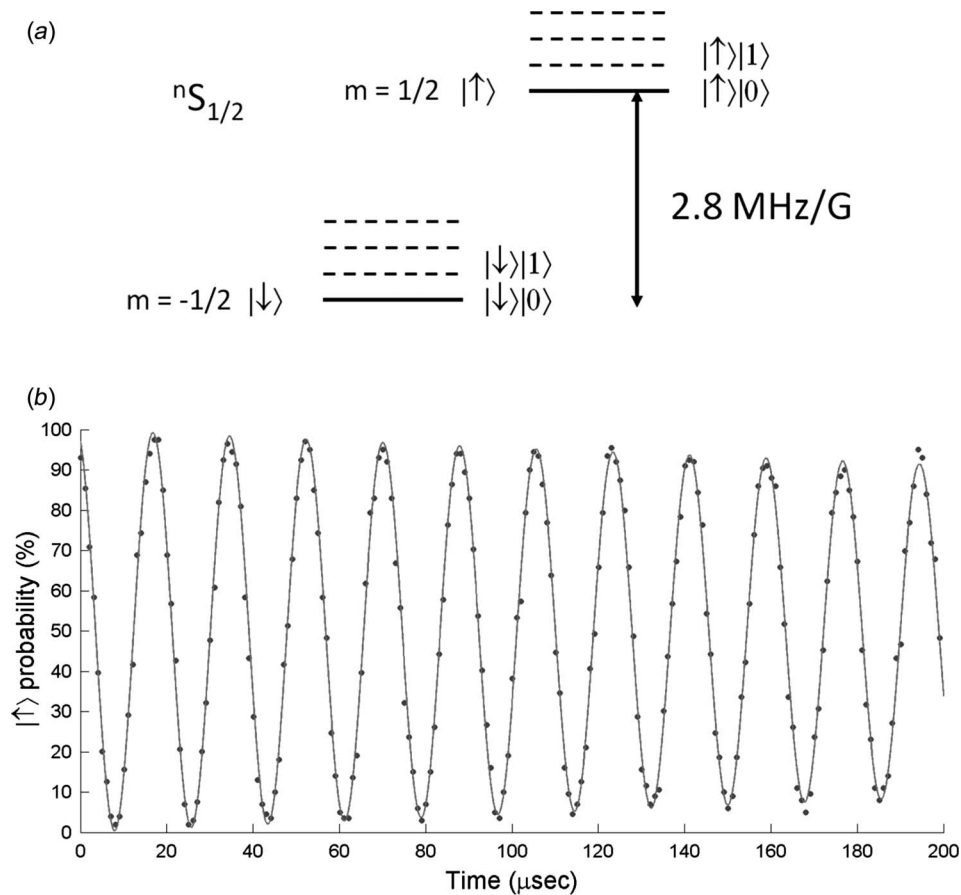 (a)
|↑⟩|1⟩
ⁿS₁/₂ m = 1/2 |↑⟩ |↑⟩|0⟩
2.8 MHz/G
|↓⟩|1⟩
m = -1/2 |↓⟩ |↓⟩|0⟩
(b)
|↑⟩ probability (%)
100
90
80
70
60
50
40
30
20
10
0
0 20 40 60 80 100 120 140 160 180 200
Time (μsec)